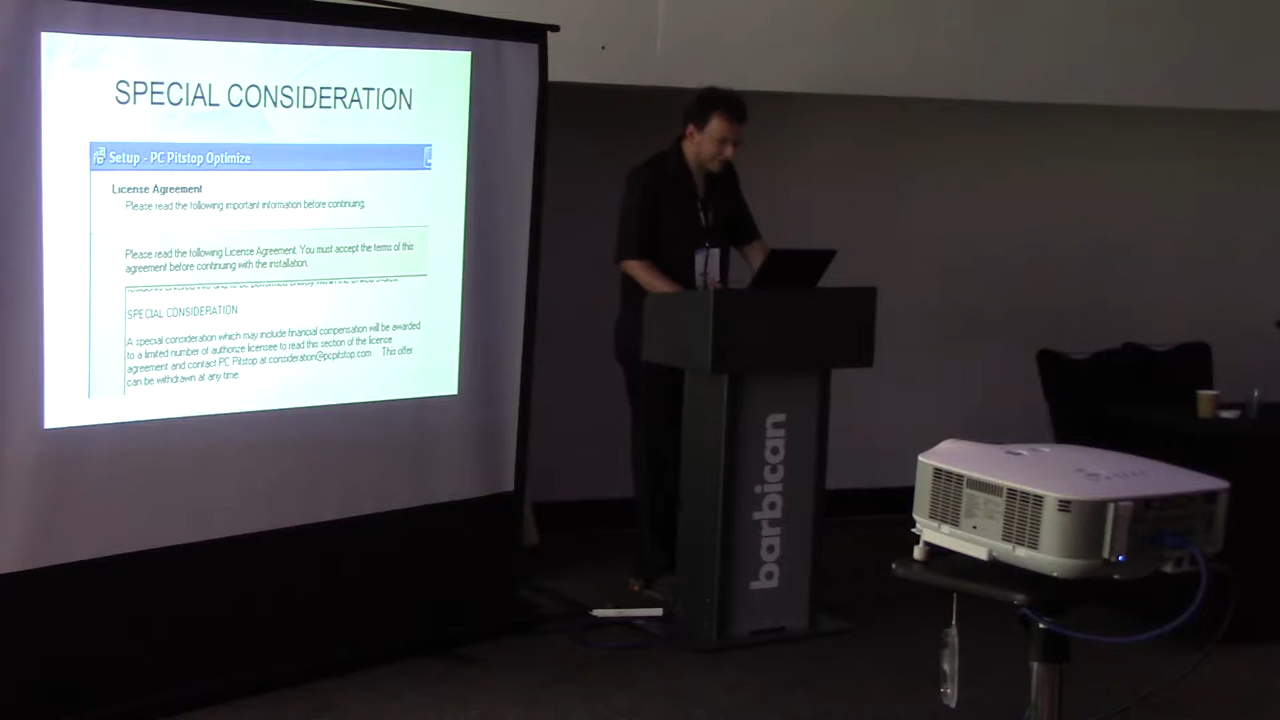 SPECIAL CONSIDERATION
Setup - PC Pitstop Optimize
License Agreement
Please read the following important information before continuing.
Please read the following License Agreement. You must accept the terms of this
agreement before continuing with the installation.
SPECIAL CONSIDERATION
A special consideration which may include financial compensation will be awarded
to a limited number of authorize licensee to read this section of the license
agreement and contact PC Pitstop at consideration@pcpitstop.com. This offer
can be withdrawn at any time.
barbican